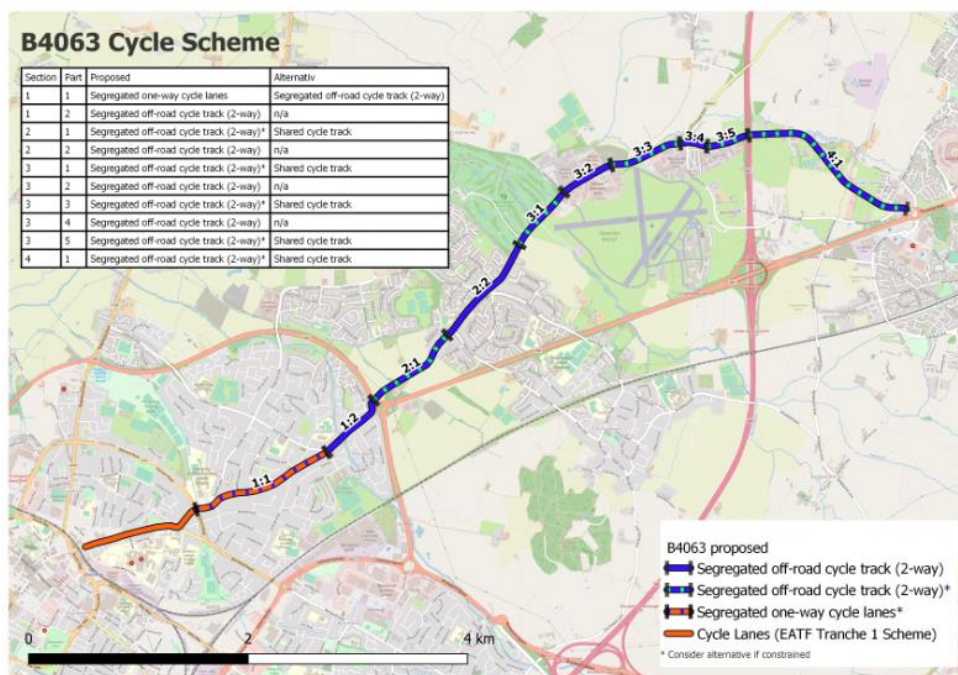 B4063 Cycle Scheme
Section Part Proposed Alternativ
1 1 Segregated one-way cycle lanes Segregated off-road cycle track (2-way)
1 2 Segregated off-road cycle track (2-way) n/a
2 1 Segregated off-road cycle track (2-way)* Shared cycle track
2 2 Segregated off-road cycle track (2-way) n/a
3 1 Segregated off-road cycle track (2-way)* Shared cycle track
3 2 Segregated off-road cycle track (2-way) n/a
3 3 Segregated off-road cycle track (2-way)* Shared cycle track
3 4 Segregated off-road cycle track (2-way) n/a
3 5 Segregated off-road cycle track (2-way)* Shared cycle track
4 1 Segregated off-road cycle track (2-way)* Shared cycle track
3:4
3:5
3:3
3:2
4:1
3:1
2:2
2:1
1:2
1:1
B4063 proposed
Segregated off-road cycle track (2-way)
Segregated off-road cycle track (2-way)*
Segregated one-way cycle lanes*
Cycle Lanes (EATF Tranche 1 Scheme)
* Consider alternative if constrained
0 2 4 km